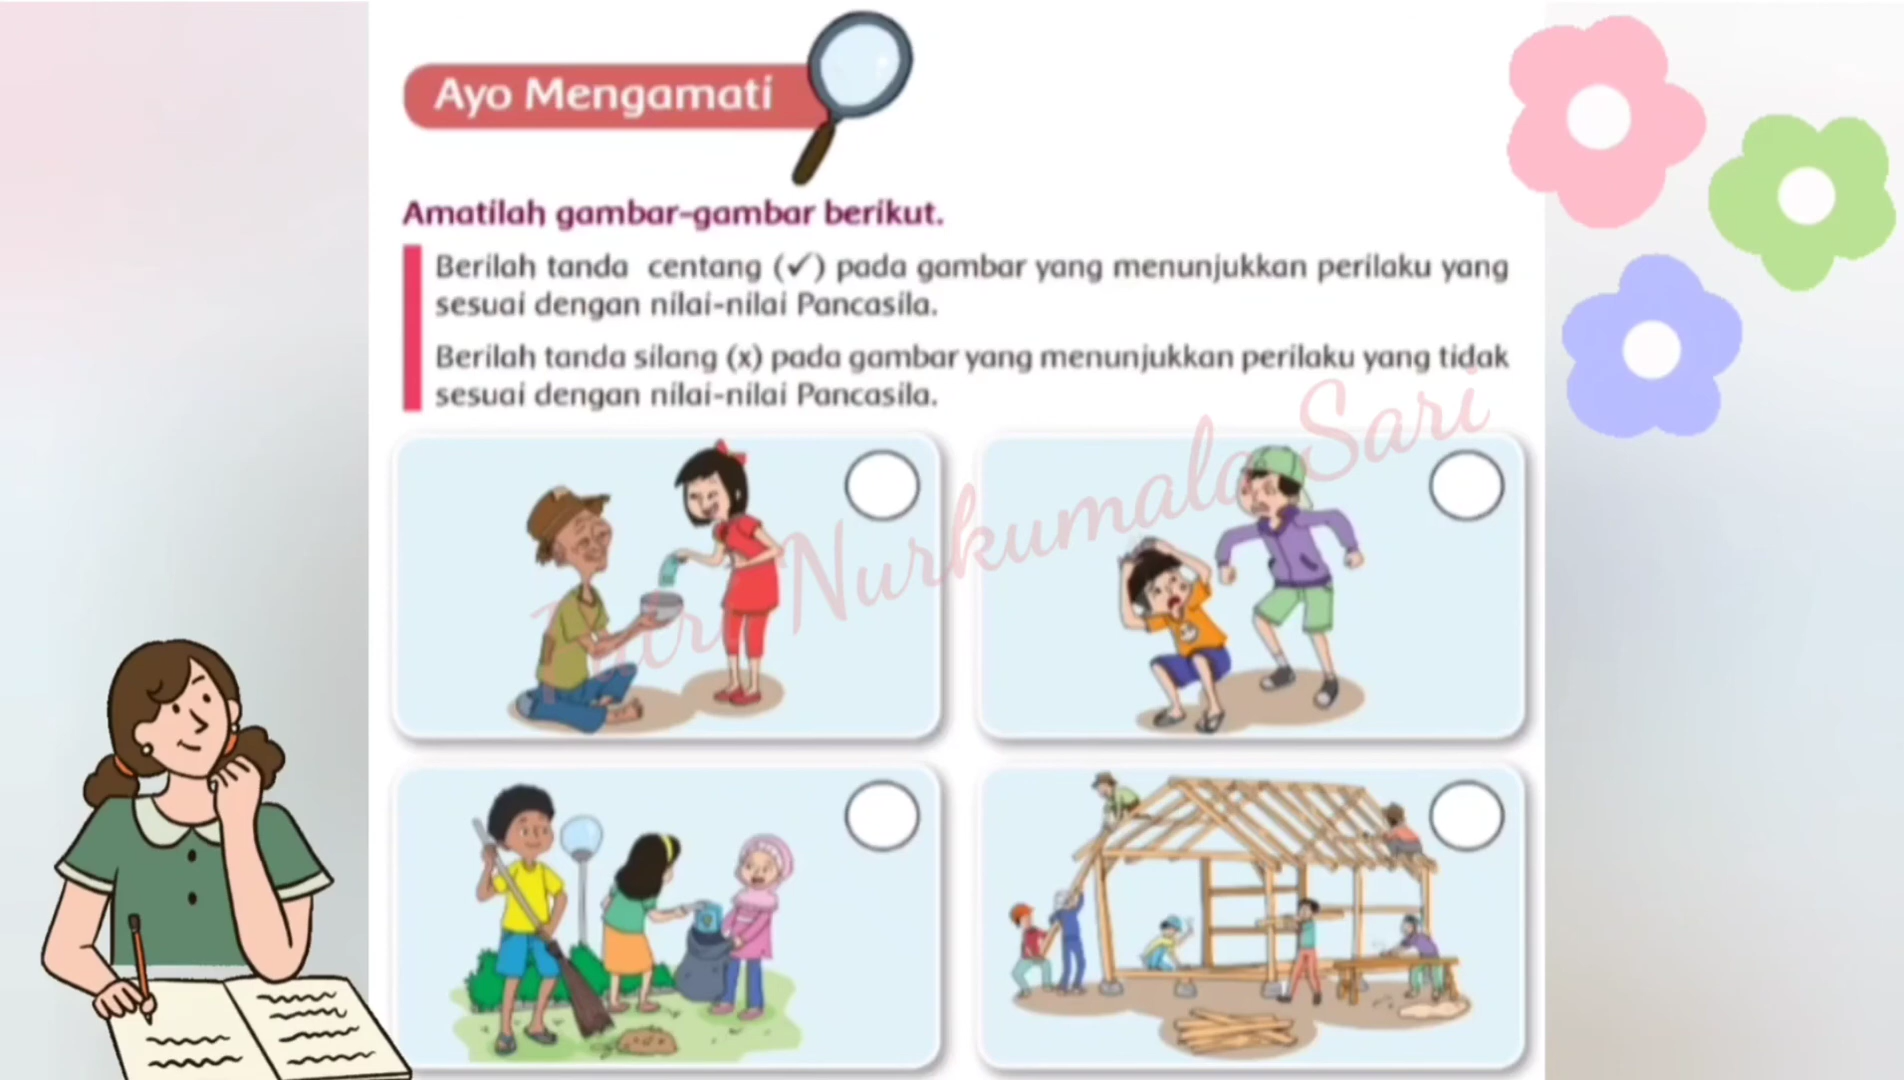 Ayo Mengamati
Amatilah gambar-gambar berikut.
Berilah tanda centang (✓) pada gambar yang menunjukkan perilaku yang
sesuai dengan nilai-nilai Pancasila.
Berilah tanda silang (x) pada gambar yang menunjukkan perilaku yang tidak
sesuai dengan nilai-nilai Pancasila.
Nurkumala Sari